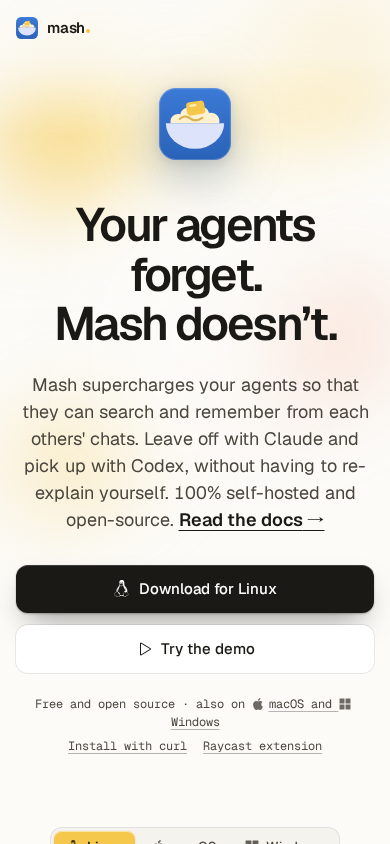 mash.
Your agents
forget.
Mash doesn’t.
Mash supercharges your agents so that
they can search and remember from each
others' chats. Leave off with Claude and
pick up with Codex, without having to re-
explain yourself. 100% self-hosted and
open-source. Read the docs →
Download for Linux
Try the demo
Free and open source · also on macOS and
Windows
Install with curl Raycast extension